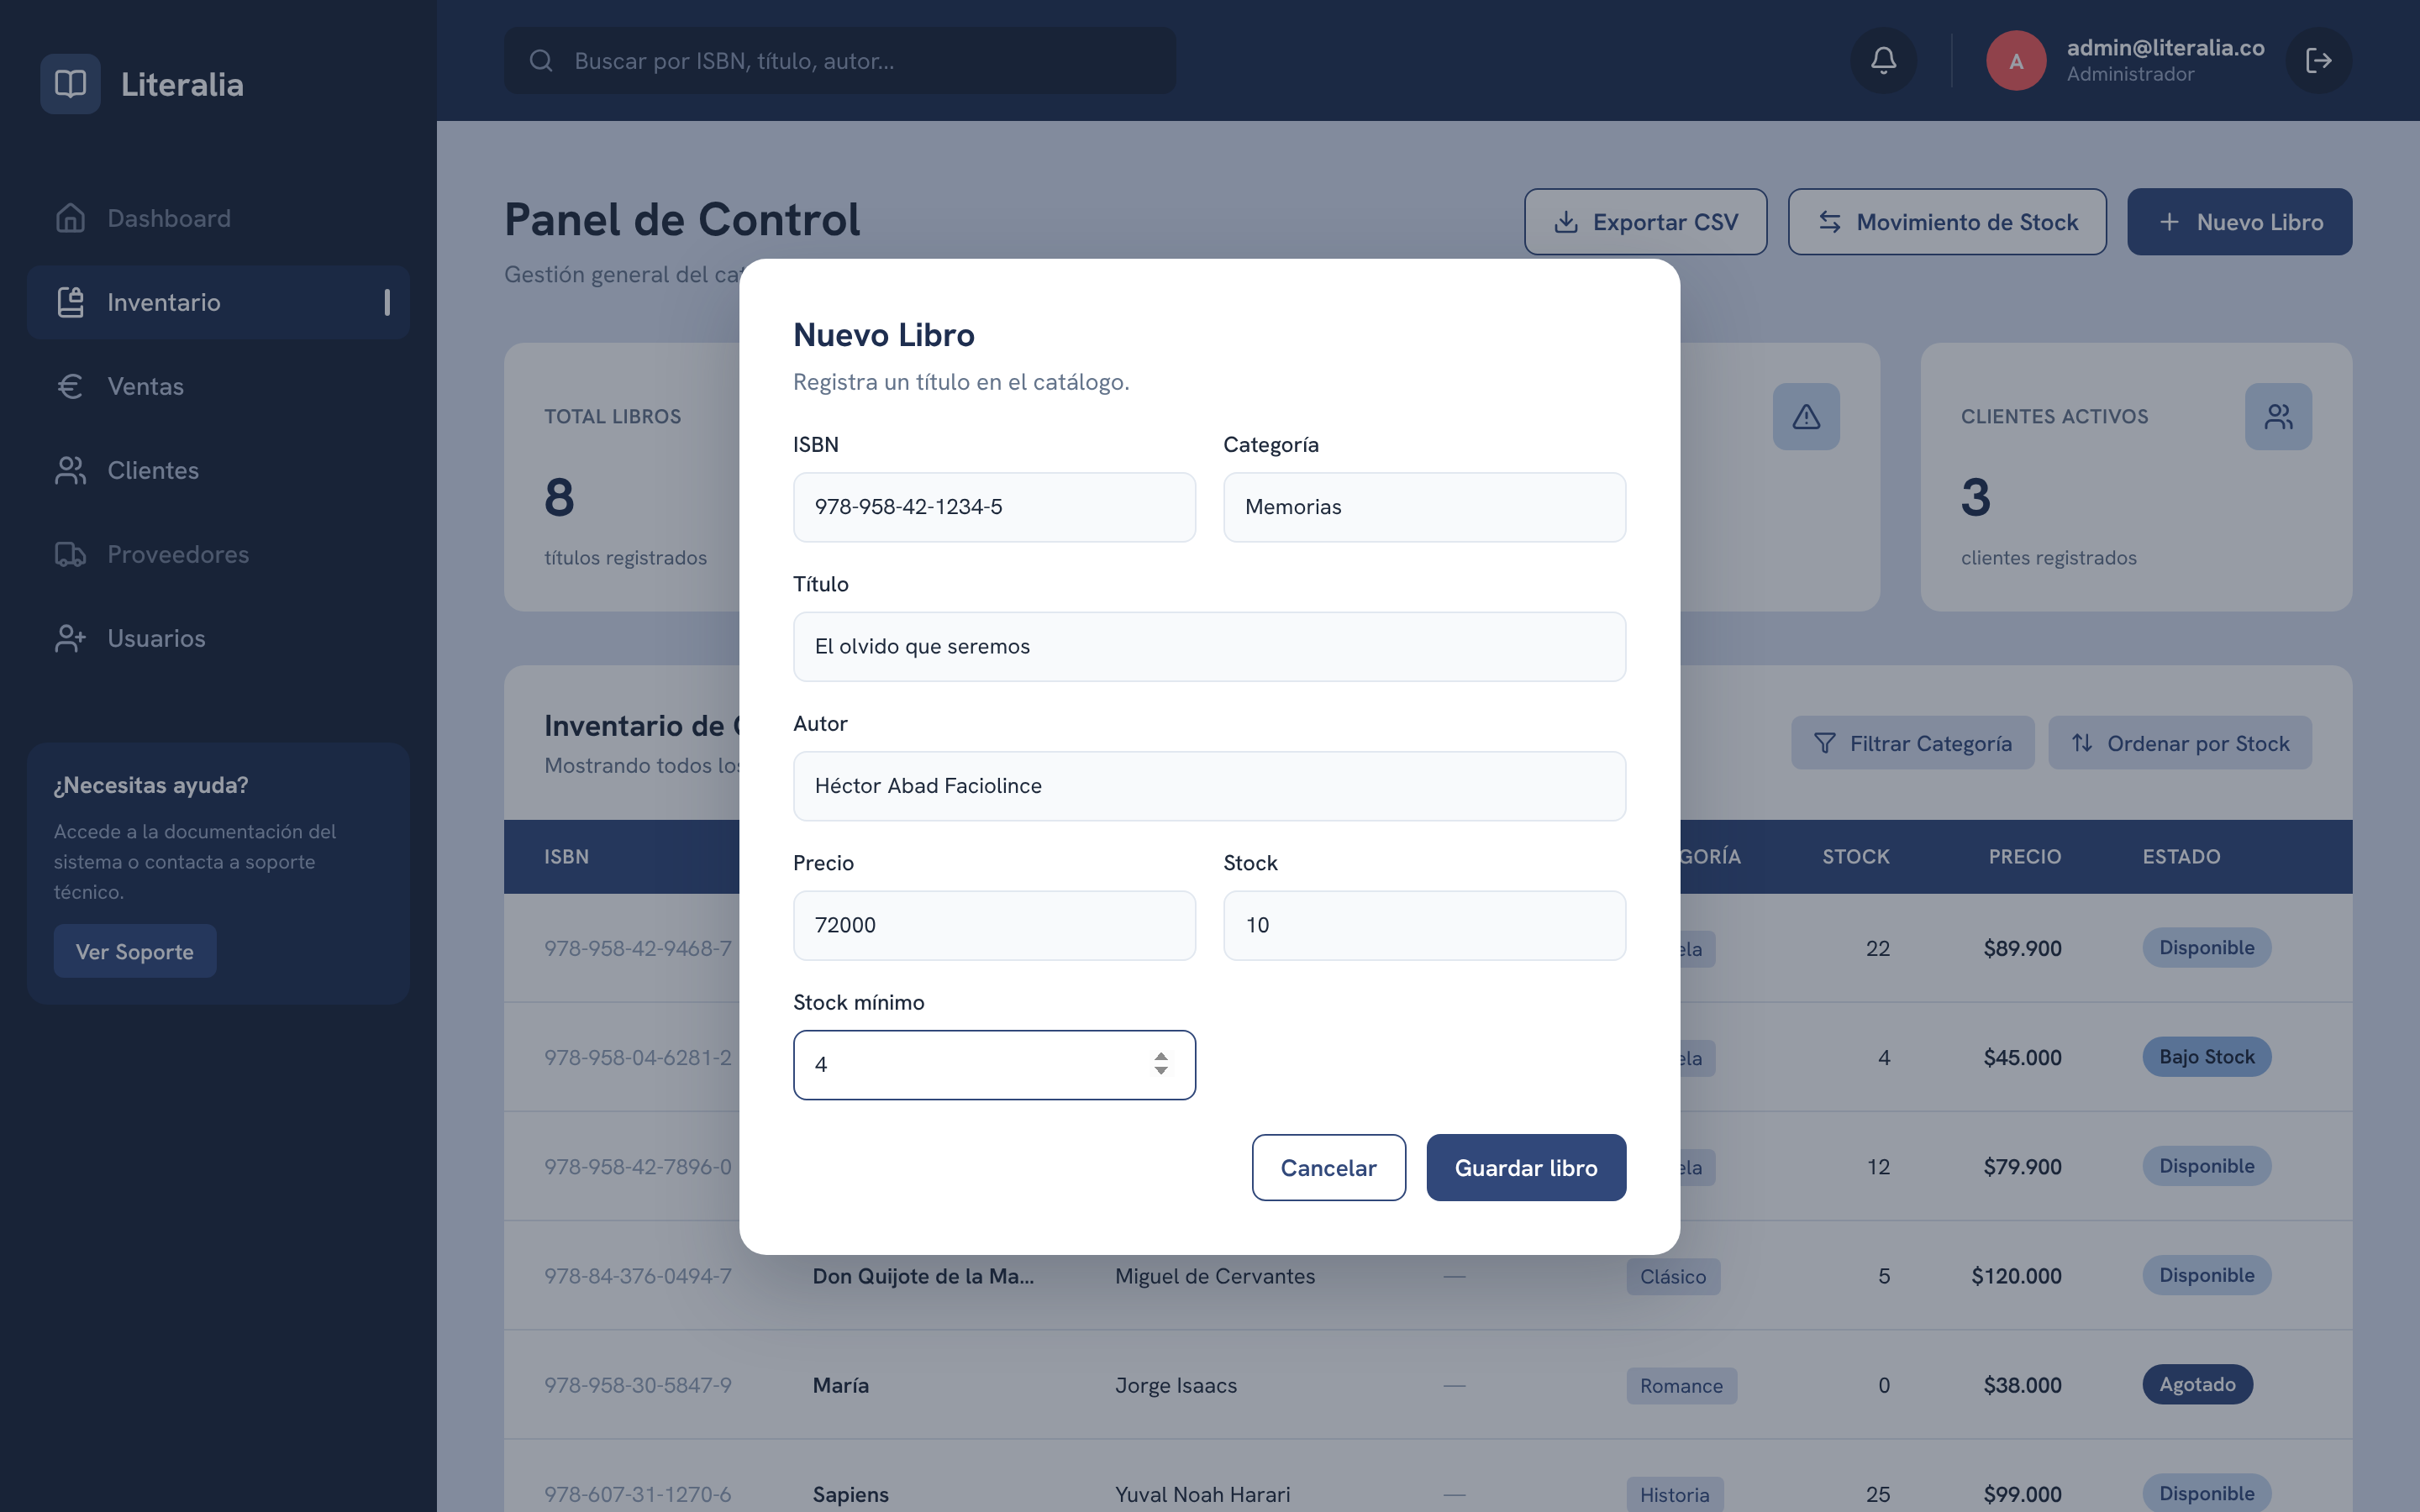 Literalia
Buscar por ISBN, título, autor...
A
admin@literalia.co
Administrador
Dashboard
Inventario
Ventas
Clientes
Proveedores
Usuarios
¿Necesitas ayuda?
Accede a la documentación del
sistema o contacta a soporte
técnico.
Ver Soporte
Panel de Control
Gestión general del
Exportar CSV
Movimiento de Stock
Nuevo Libro
TOTAL LIBROS
8
títulos registrados
CLIENTES ACTIVOS
3
clientes registrados
Inventario de
Mostrando todos
Filtrar Categoría
Ordenar por Stock
ISBN
STOCK
PRECIO
ESTADO
978-958-42-9468-7
22
$89.900
Disponible
978-958-04-6281-2
4
$45.000
Bajo Stock
978-958-42-7896-0
12
$79.900
Disponible
978-84-376-0494-7
Don Quijote de la Ma...
Miguel de Cervantes
—
Clásico
5
$120.000
Disponible
978-958-30-5847-9
María
Jorge Isaacs
—
Romance
0
$38.000
Agotado
978-607-31-1270-6
Sapiens
Yuval Noah Harari
—
Historia
25
$99.000
Disponible
Nuevo Libro
Registra un título en el catálogo.
ISBN
Categoría
978-958-42-1234-5
Memorias
Título
El olvido que seremos
Autor
Héctor Abad Faciolince
Precio
Stock
72000
10
Stock mínimo
4
Cancelar
Guardar libro